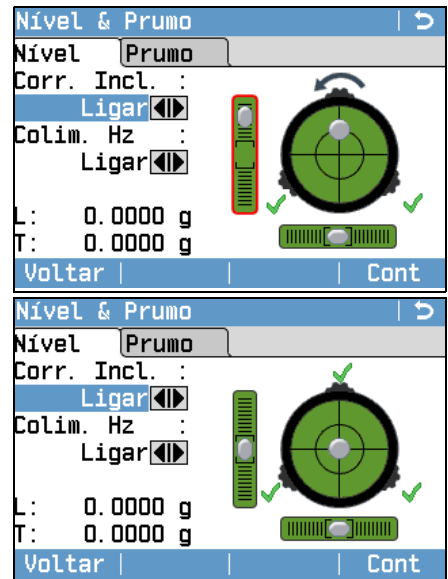 Nível & Prumo
Nível Prumo
Corr. Incl. :
Ligar
Colim. Hz :
Ligar
L: 0.0000 g
T: 0.0000 g
Voltar Cont
Nível & Prumo
Nível Prumo
Corr. Incl. :
Ligar
Colim. Hz :
Ligar
L: 0.0000 g
T: 0.0000 g
Voltar Cont